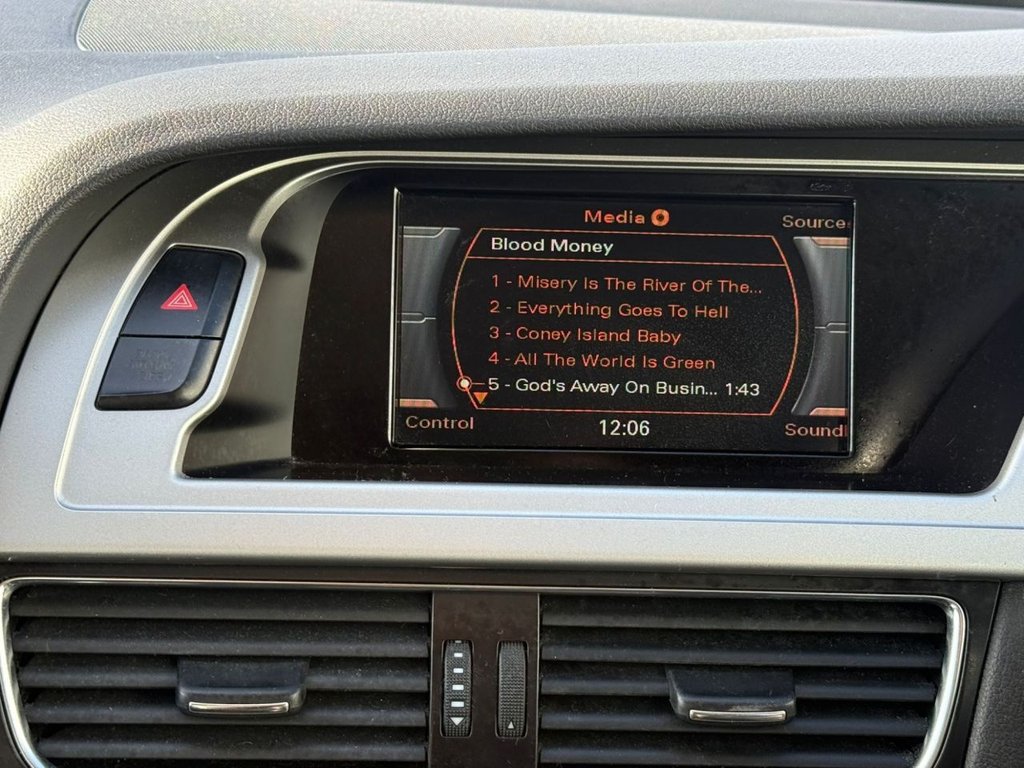 Media
Source
Blood Money
1 - Misery Is The River Of The...
2 - Everything Goes To Hell
3 - Coney Island Baby
4 - All The World Is Green
5 - God's Away On Busin... 1:43
Control
12:06
Sound